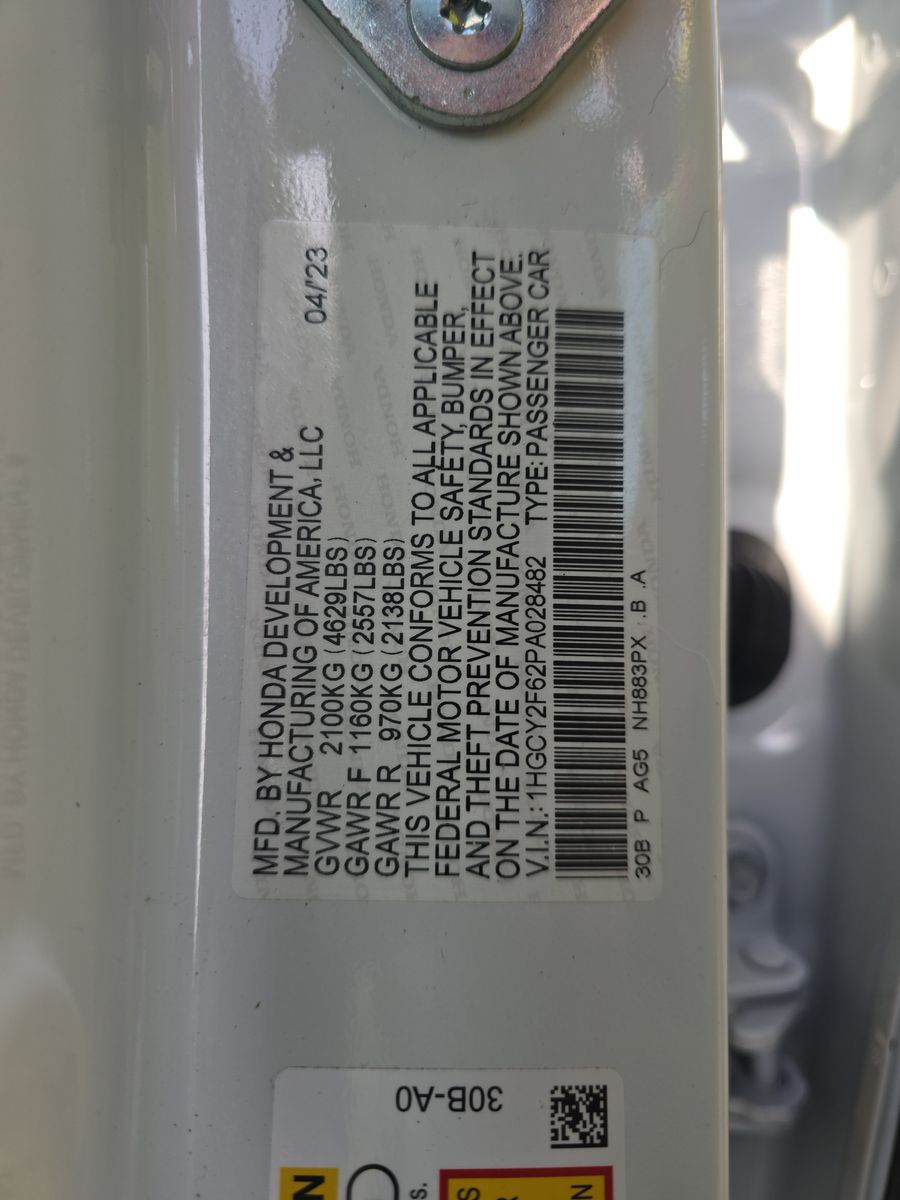 MFD. BY HONDA DEVELOPMENT &
MANUFACTURING OF AMERICA, LLC 04/'23
GVWR 2100KG (4629LBS)
GAWR F 1160KG (2557LBS)
GAWR R 970KG (2138LBS)
THIS VEHICLE CONFORMS TO ALL APPLICABLE
FEDERAL MOTOR VEHICLE SAFETY, BUMPER,
AND THEFT PREVENTION STANDARDS IN EFFECT
ON THE DATE OF MANUFACTURE SHOWN ABOVE.
V.I.N.: 1HGCY2F62PA028482 TYPE: PASSENGER CAR
30B P AG5 NH883PX .B .A
30B-A0